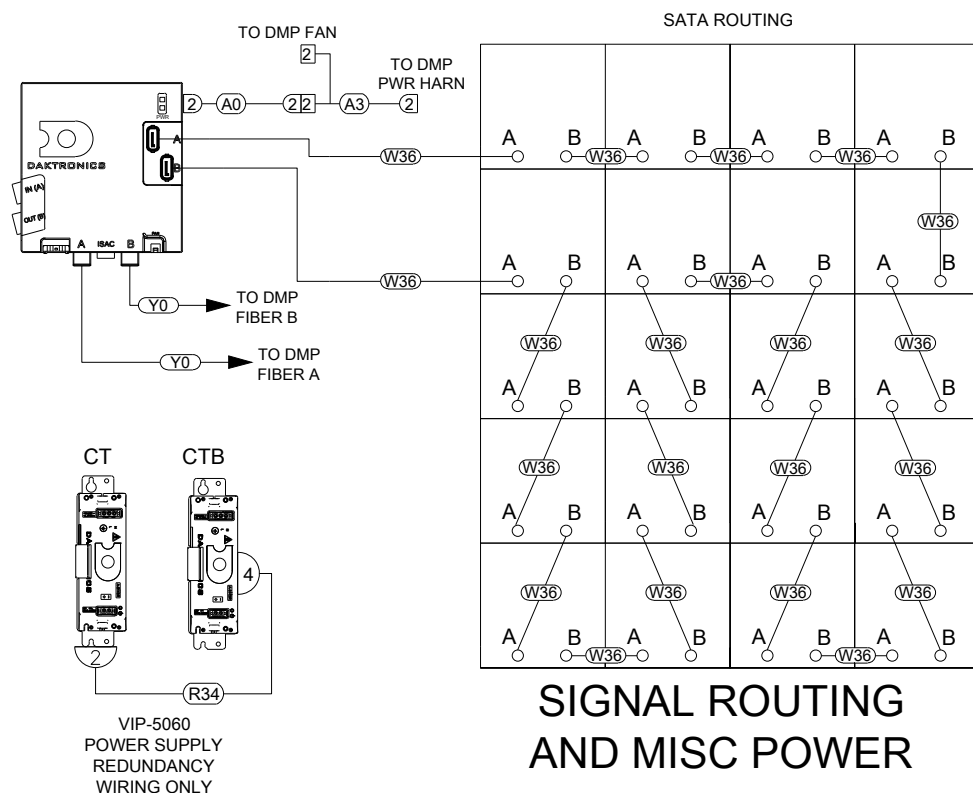 SATA ROUTING
TO DMP FAN
2
TO DMP
PWR HARN
2 A0 2 2 A3 2
PWR
A
B
DAKTRONICS
IN (A)
OUT (B)
A ISAC B
W36
W36
Y0
TO DMP
FIBER B
Y0
TO DMP
FIBER A
A B A B A B A B
W36 W36 W36
W36
A B A B A B A B
W36
W36 W36 W36 W36
A B A B A B A B
W36 W36 W36 W36
A B A B A B A B
W36 W36 W36 W36
A B A B A B A B
W36 W36
CT CTB
4
2
R34
VIP-5060
POWER SUPPLY
REDUNDANCY
WIRING ONLY
SIGNAL ROUTING
AND MISC POWER